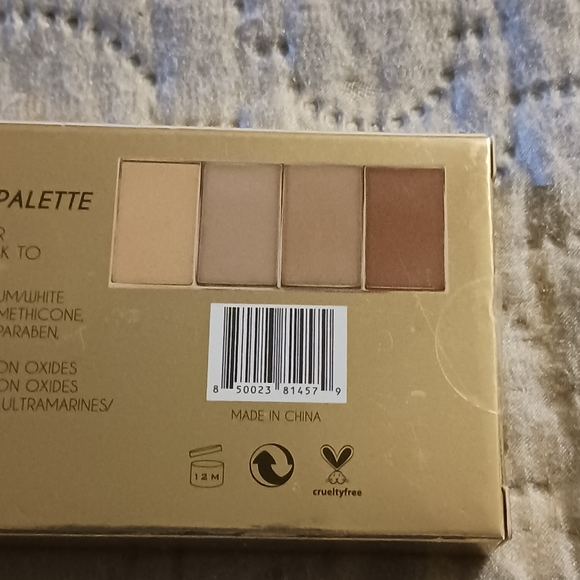 PALETTE
R
K TO
UM/WHITE
METHICONE,
PARABEN,
ON OXIDES
ON OXIDES
ULTRAMARINES/
8 50023 81457 9
MADE IN CHINA
12M
crueltyfree